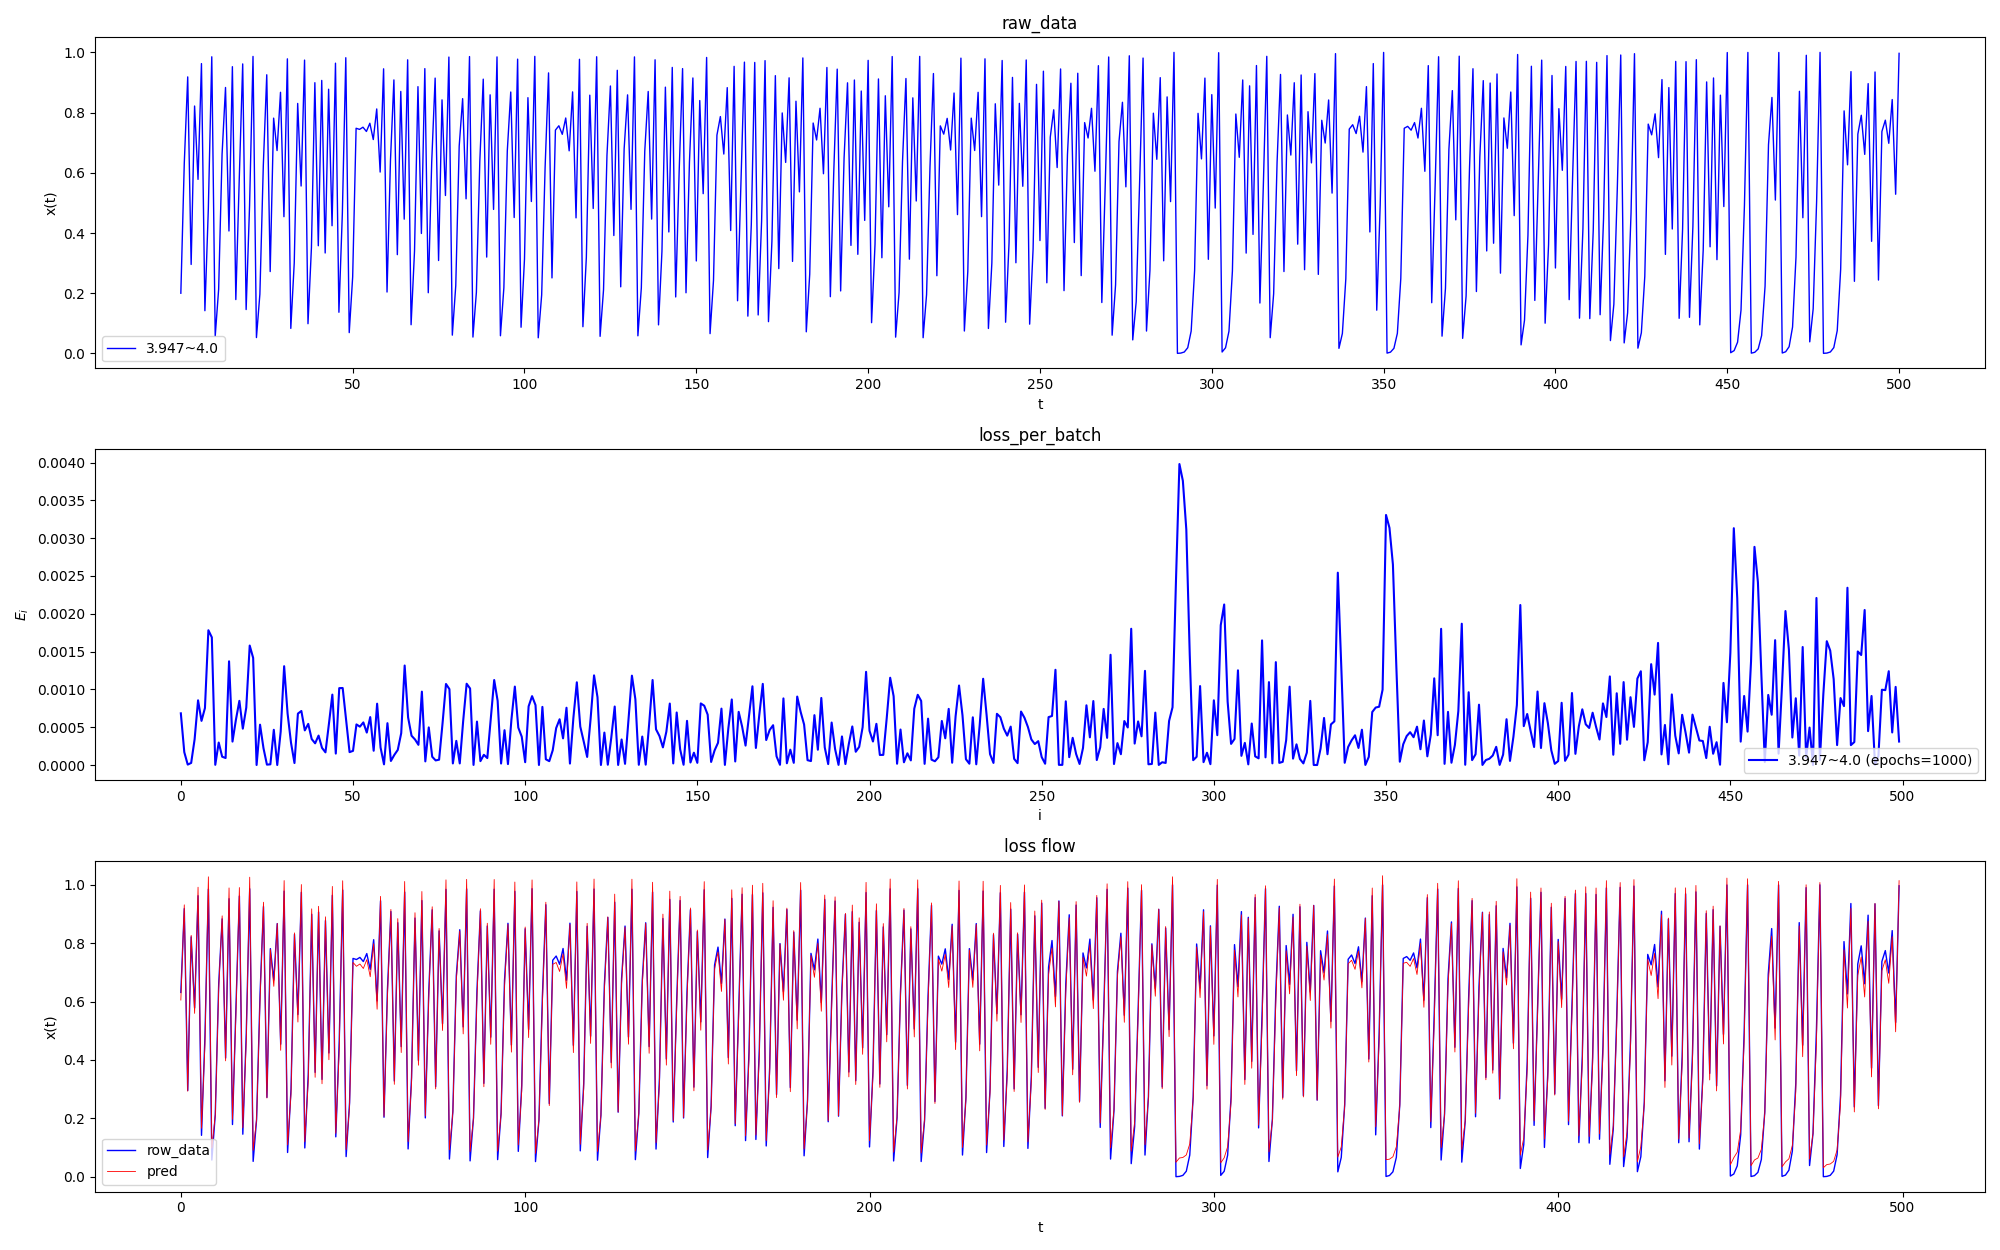 raw_data
1.0
0.8
0.6
0.4
0.2
0.0
x(t)
3.947~4.0
50 100 150 200 250 300 350 400 450 500
t
loss_per_batch
0.0040
0.0035
0.0030
0.0025
0.0020
0.0015
0.0010
0.0005
0.0000
E_i
3.947~4.0 (epochs=1000)
0 50 100 150 200 250 300 350 400 450 500
i
loss flow
1.0
0.8
0.6
0.4
0.2
0.0
x(t)
row_data
pred
0 100 200 300 400 500
t